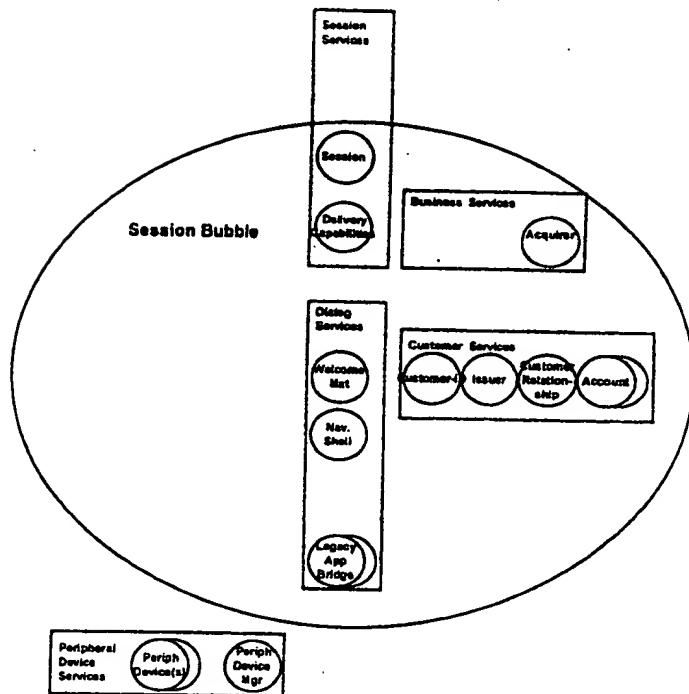 Session
Services
Session
Delivery
Capabilities
Session Bubble
Business Services
Acquirer
Dialog
Services
Welcome
Mat
Nav.
Shell
Legacy
App
Bridge
Customer Services
Issuer
Customer
Relation-
ship
Account
Peripheral
Device
Services
Periph
Device(s)
Periph
Device
Mgr